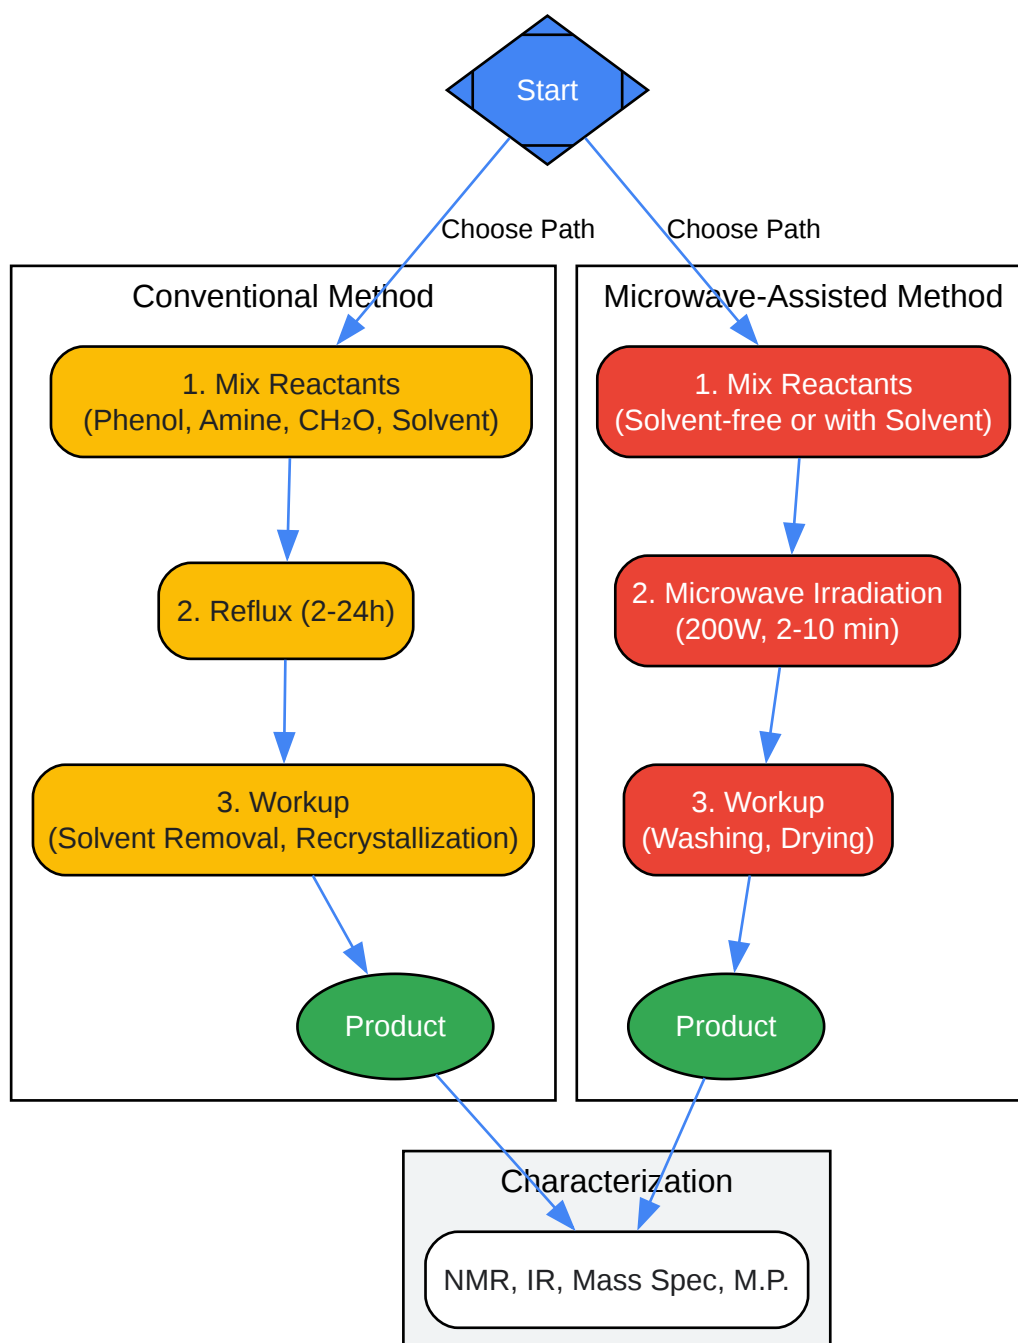 Start
Choose Path
Choose Path
Conventional Method
1. Mix Reactants
(Phenol, Amine, CH₂O, Solvent)
2. Reflux (2-24h)
3. Workup
(Solvent Removal, Recrystallization)
Product
Microwave-Assisted Method
1. Mix Reactants
(Solvent-free or with Solvent)
2. Microwave Irradiation
(200W, 2-10 min)
3. Workup
(Washing, Drying)
Product
Characterization
NMR, IR, Mass Spec, M.P.